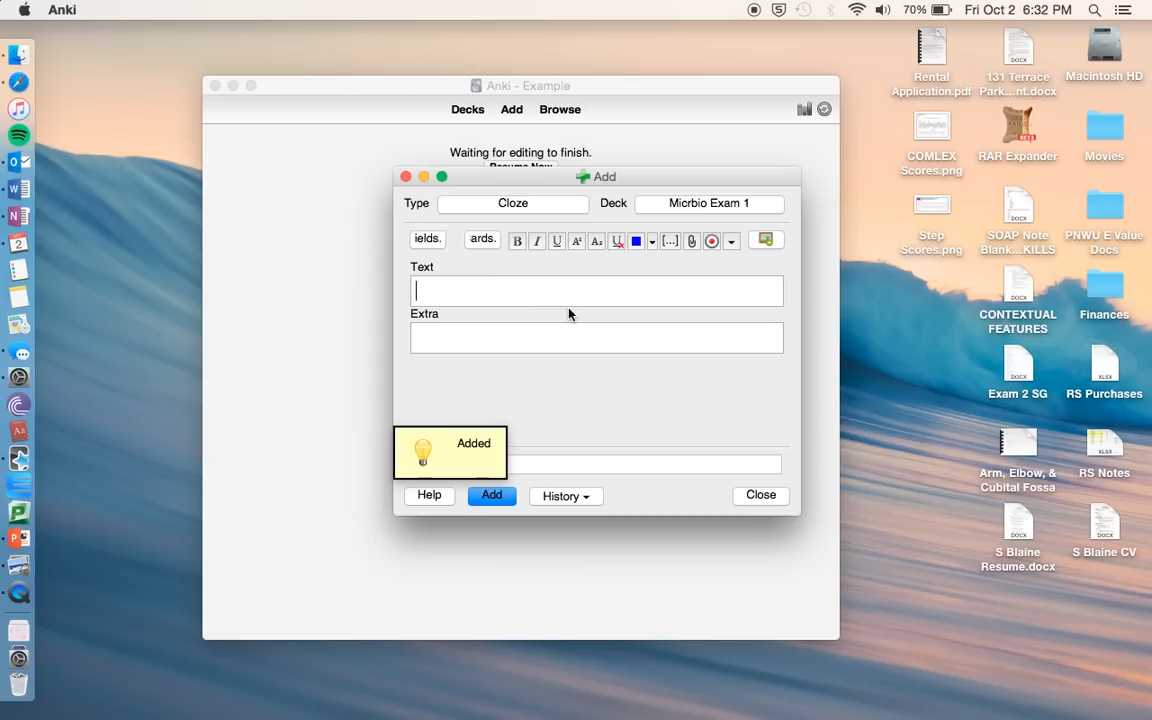 Anki
70%
Fri Oct 2 6:32 PM
Anki - Example
Decks
Add
Browse
Waiting for editing to finish.
Resume Now
Add
Type
Cloze
Deck
Micrbio Exam 1
ields.
ards.
B
I
U
A²
A₂
U
[...]
Text
Extra
Added
Help
Add
History
Close
Rental
Application.pdf
131 Terrace
Park....nt.docx
Macintosh HD
COMLEX
Scores.png
RAR Expander
Movies
Step
Scores.png
SOAP Note
Blank...KILLS
PNWU E Value
Docs
CONTEXTUAL
FEATURES
Finances
Exam 2 SG
RS Purchases
Arm, Elbow, &
Cubital Fossa
RS Notes
S Blaine
Resume.docx
S Blaine CV